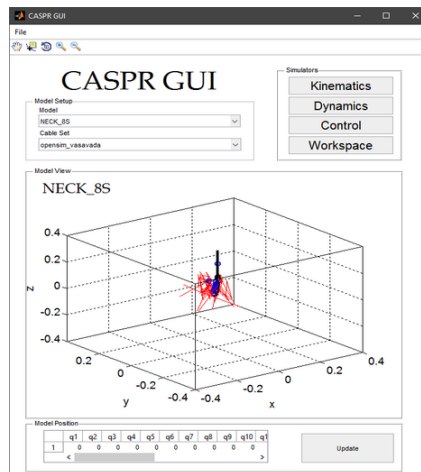 CASPR GUI
File
CASPR GUI
Model Setup
Model
NECK_8S
Cable Set
opensim_vasavada
Simulators
Kinematics
Dynamics
Control
Workspace
Model View
NECK_8S
0.4
0.2
0
-0.2
-0.4
z
0.2
0
-0.2
-0.4
y
-0.4
-0.2
0
0.2
0.4
x
Model Position
q1 q2 q3 q4 q5 q6 q7 q8 q9 q10 q1
1 0 0 0 0 0 0 0 0 0 0
Update